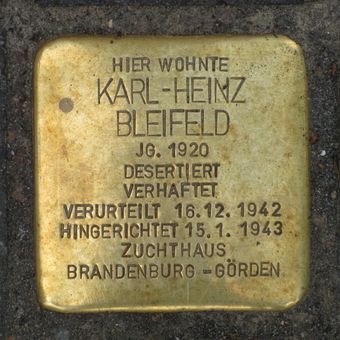 HIER WOHNTE
KARL-HEINZ
BLEIFELD
JG. 1920
DESERTIERT
VERHAFTET
VERURTEILT 16.12.1942
HINGERICHTET 15.1.1943
ZUCHTHAUS
BRANDENBURG-GÖRDEN